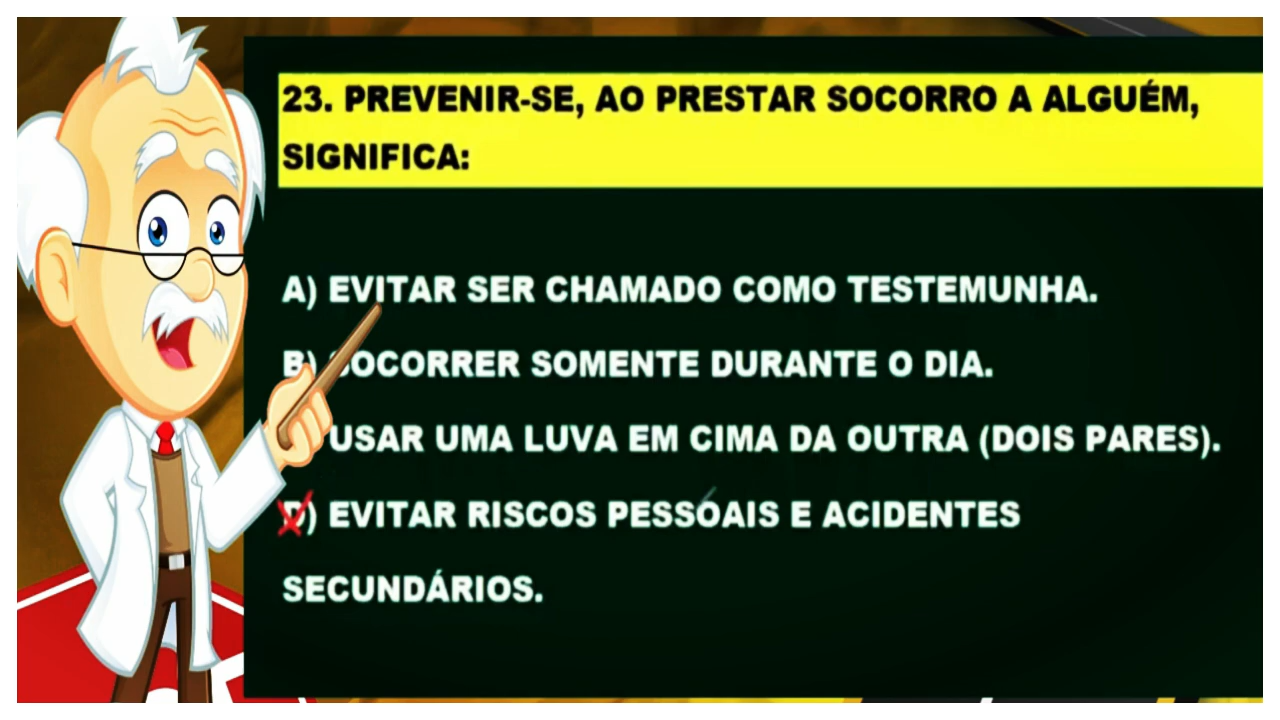 23. PREVENIR-SE, AO PRESTAR SOCORRO A ALGUÉM,
SIGNIFICA:
A) EVITAR SER CHAMADO COMO TESTEMUNHA.
B) SOCORRER SOMENTE DURANTE O DIA.
USAR UMA LUVA EM CIMA DA OUTRA (DOIS PARES).
D) EVITAR RISCOS PESSOAIS E ACIDENTES
SECUNDÁRIOS.